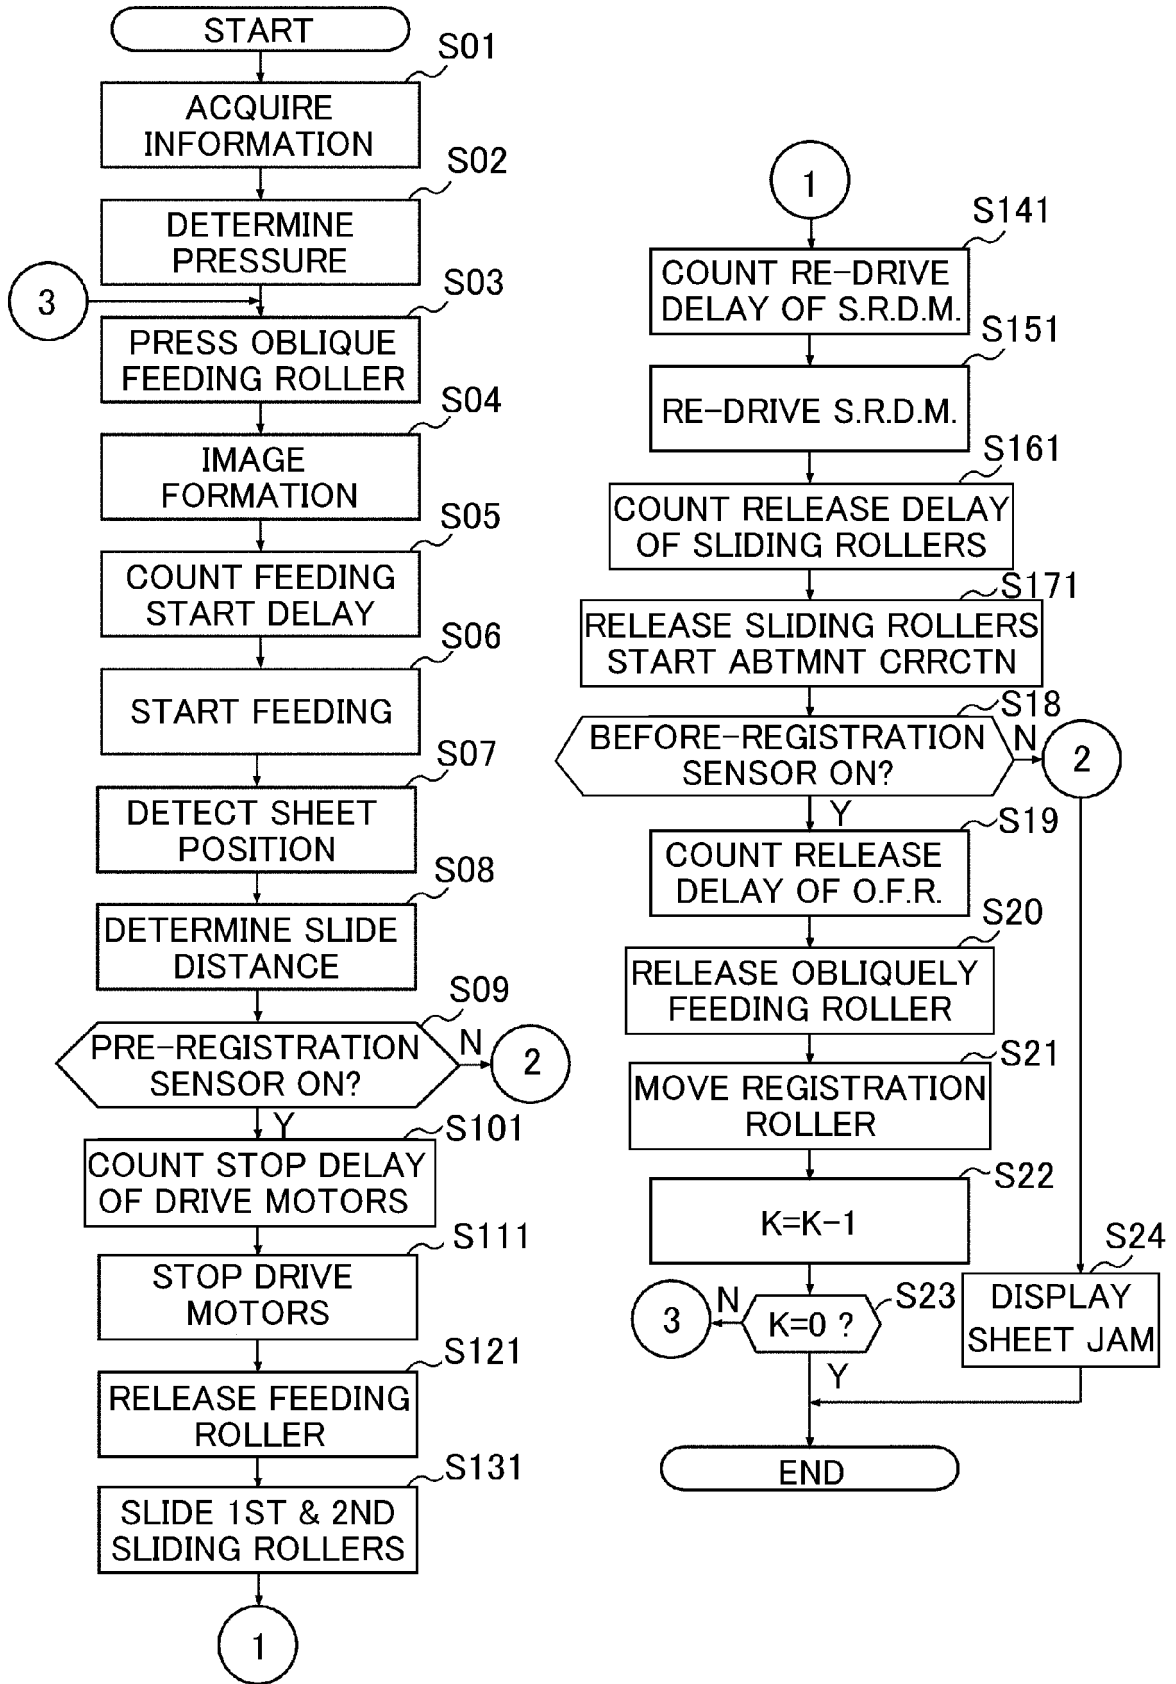 START
S01
ACQUIRE
INFORMATION
S02
DETERMINE
PRESSURE
3
S03
PRESS OBLIQUE
FEEDING ROLLER
S04
IMAGE
FORMATION
S05
COUNT FEEDING
START DELAY
S06
START FEEDING
S07
DETECT SHEET
POSITION
S08
DETERMINE SLIDE
DISTANCE
S09
PRE-REGISTRATION
SENSOR ON?
N
2
Y
S101
COUNT STOP DELAY
OF DRIVE MOTORS
S111
STOP DRIVE
MOTORS
S121
RELEASE FEEDING
ROLLER
S131
SLIDE 1ST & 2ND
SLIDING ROLLERS
1
1
S141
COUNT RE-DRIVE
DELAY OF S.R.D.M.
S151
RE-DRIVE S.R.D.M.
S161
COUNT RELEASE DELAY
OF SLIDING ROLLERS
S171
RELEASE SLIDING ROLLERS
START ABTMNT CRRCTN
S18
BEFORE-REGISTRATION
SENSOR ON?
N
2
Y
S19
COUNT RELEASE
DELAY OF O.F.R.
S20
RELEASE OBLIQUELY
FEEDING ROLLER
S21
MOVE REGISTRATION
ROLLER
S22
K=K-1
S23
K=0 ?
N
3
Y
S24
DISPLAY
SHEET JAM
END